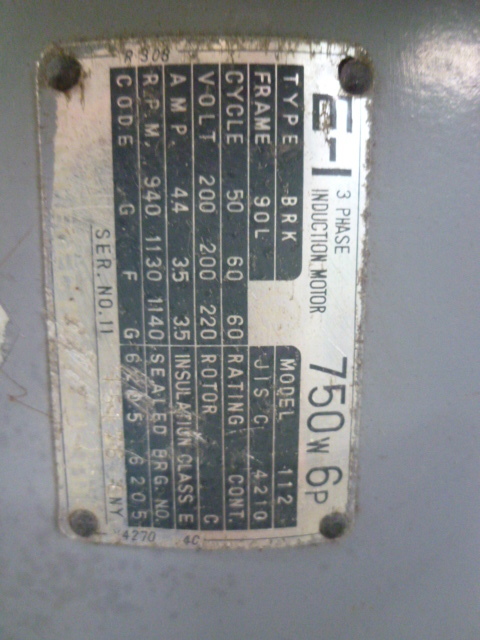 R 308
3 PHASE
INDUCTION MOTOR 750W 6P
TYPE BRK MODEL 112
FRAME 90L JIS C 4210
CYCLE 50 60 60 RATING CONT.
VOLT 200 200 220 ROTOR C
AMP. 4.4 3.5 3.5 INSULATION CLASS E
R.P.M. 940 1130 1140 SEALED BRG. NO.
CODE G F G 6205 6205
SER. NO. 11
4270 4C